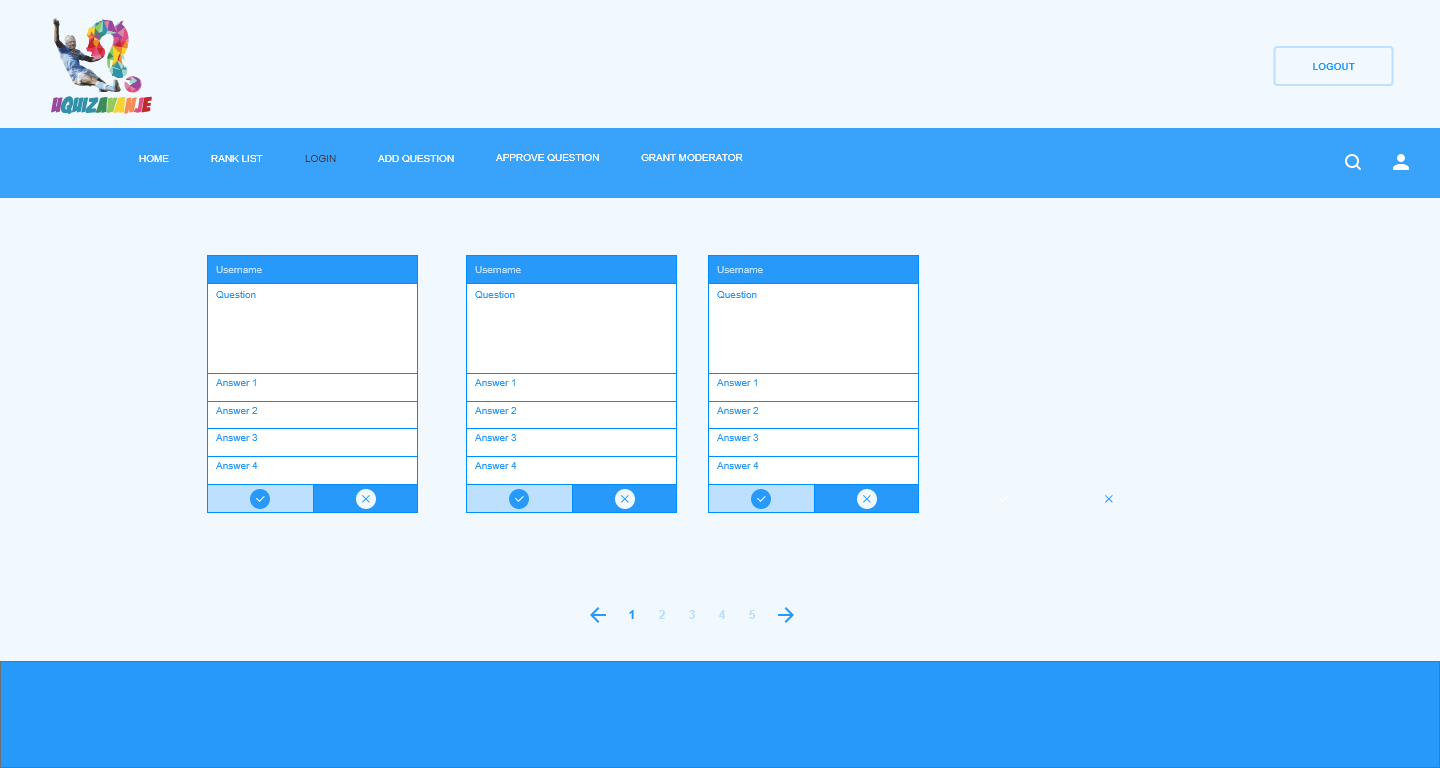 LOGOUT
UQUIZAVANJE
HOME RANK LIST LOGIN ADD QUESTION APPROVE QUESTION GRANT MODERATOR
Username Username Username
Question Question Question
Answer 1 Answer 1 Answer 1
Answer 2 Answer 2 Answer 2
Answer 3 Answer 3 Answer 3
Answer 4 Answer 4 Answer 4
1 2 3 4 5